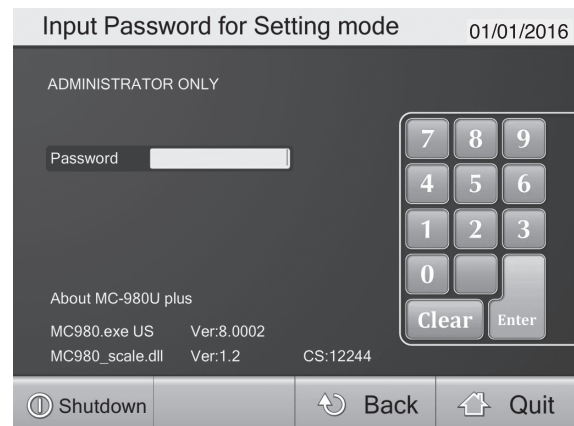 Input Password for Setting mode 01/01/2016
ADMINISTRATOR ONLY
Password
7 8 9
4 5 6
1 2 3
0
Clear Enter
About MC-980U plus
MC980.exe US Ver:8.0002
MC980_scale.dll Ver:1.2 CS:12244
Shutdown Back Quit